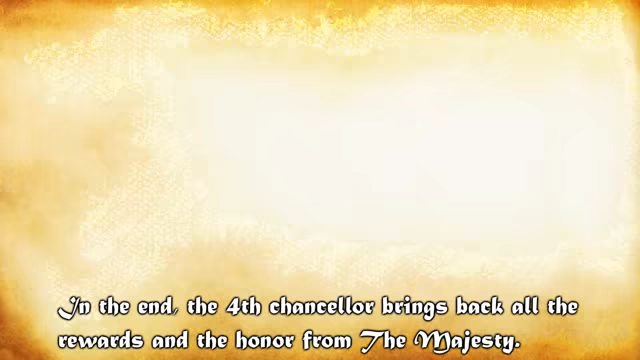 In the end, the 4th chancellor brings back all the
rewards and the honor from The Majesty.